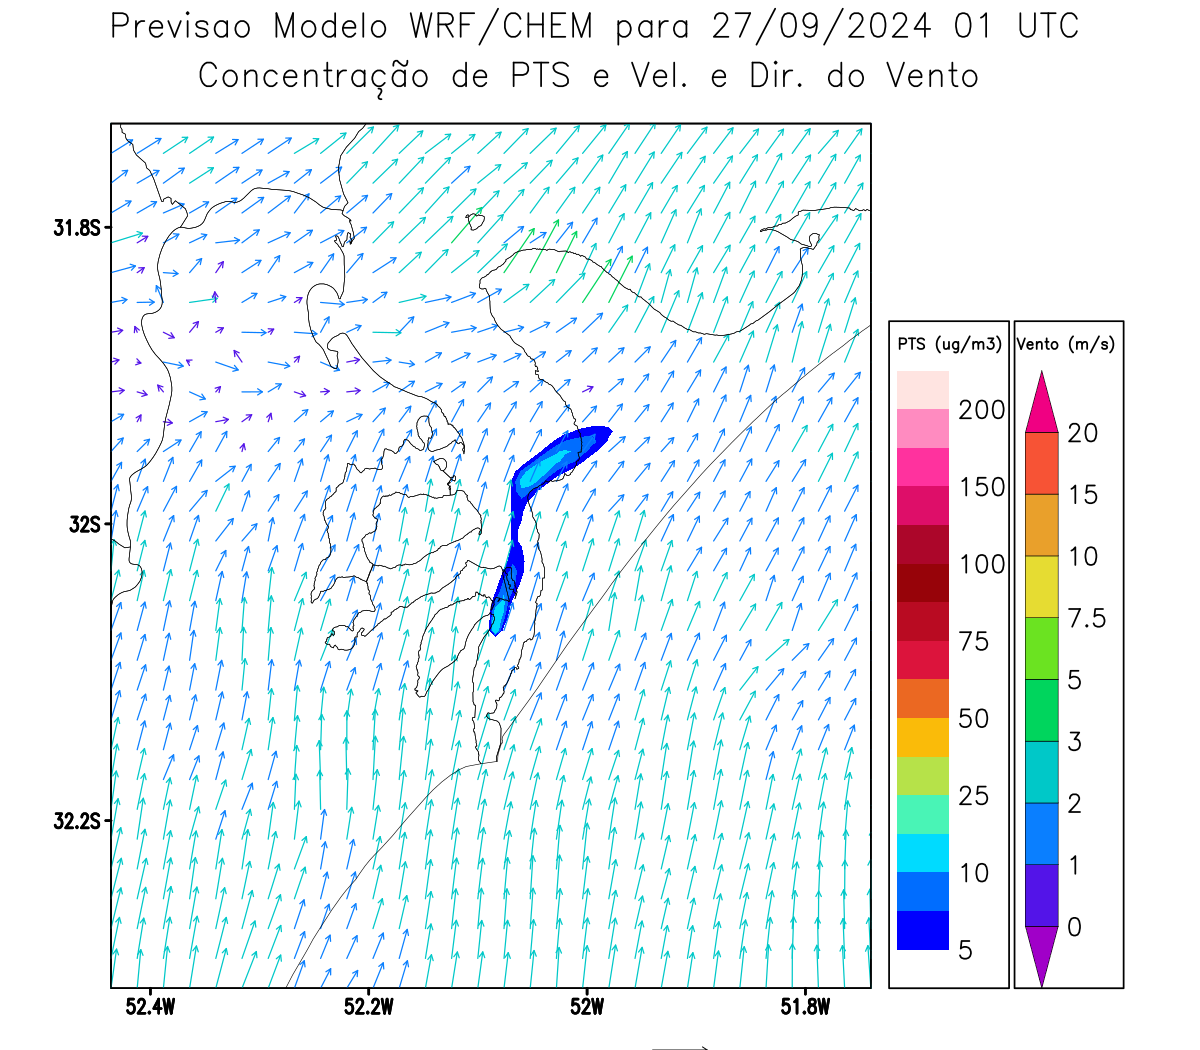 Previsao Modelo WRF/CHEM para 27/09/2024 01 UTC
Concentração de PTS e Vel. e Dir. do Vento
31.8S
32S
32.2S
52.4W 52.2W 52W 51.8W
PTS (ug/m3)
200
150
100
75
50
25
10
5
Vento (m/s)
20
15
10
7.5
5
3
2
1
0